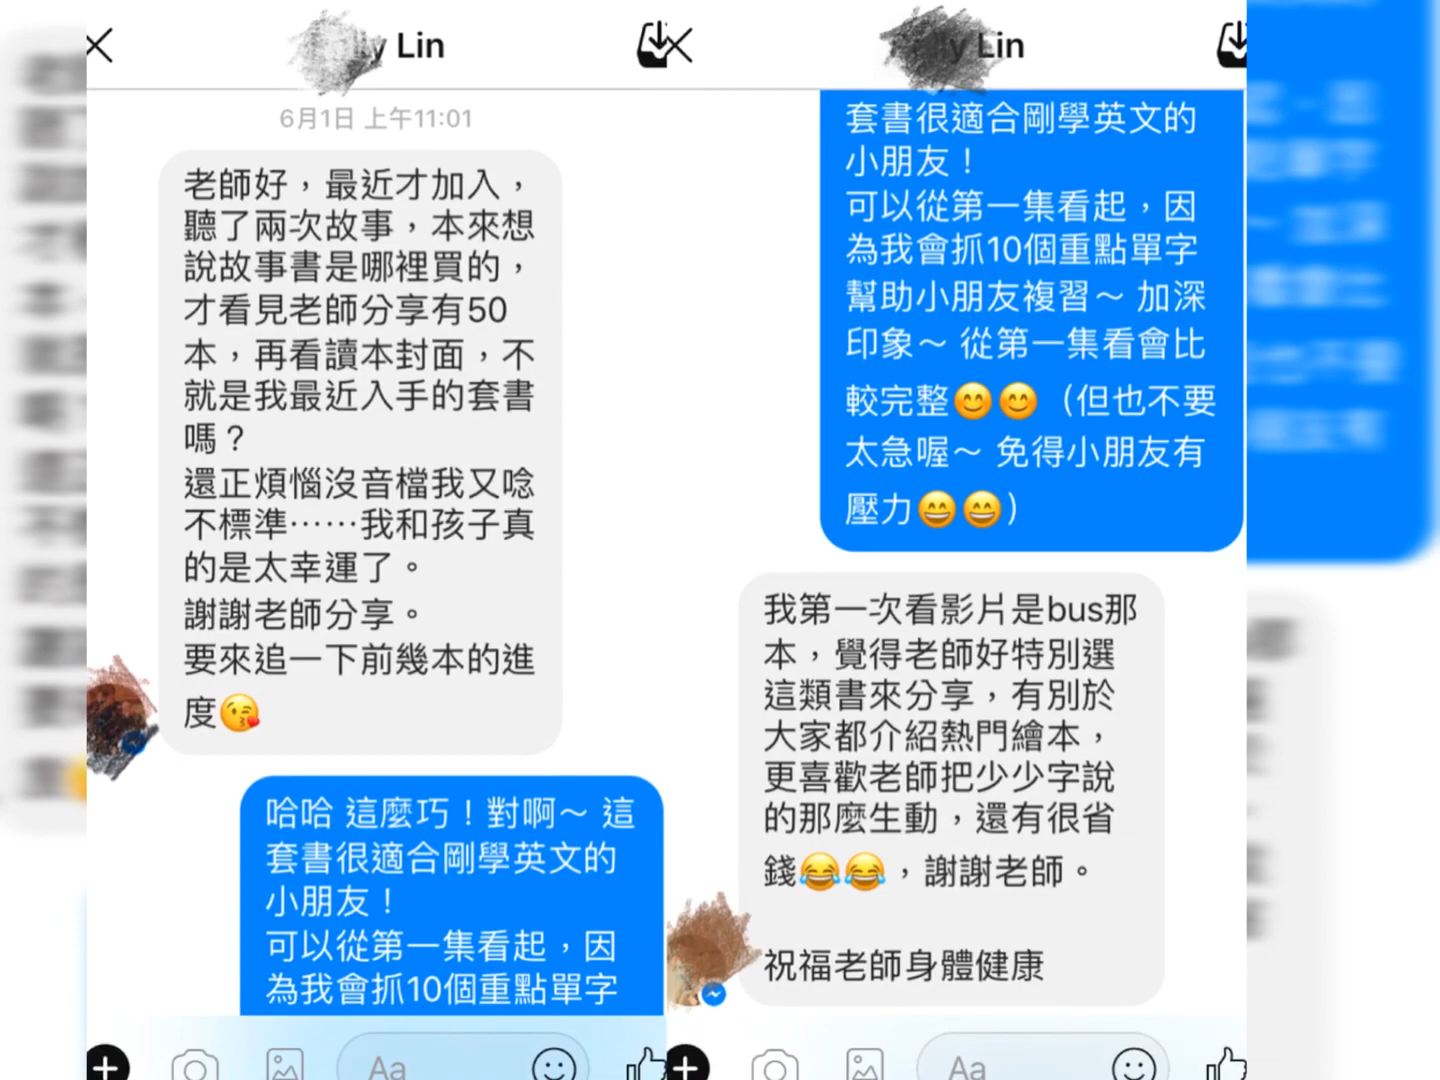 Lin
6月1日 上午11:01
老師好，最近才加入，
聽了兩次故事，本來想
說故事書是哪裡買的，
才看見老師分享有50
本，再看讀本封面，不
就是我最近入手的套書
嗎？
還正煩惱沒音檔我又唸
不標準⋯⋯我和孩子真
的是太幸運了。
謝謝老師分享。
要來追一下前幾本的進
度😘
哈哈 這麼巧！對啊～ 這
套書很適合剛學英文的
小朋友！
可以從第一集看起，因
為我會抓10個重點單字
Aa
Lin
套書很適合剛學英文的
小朋友！
可以從第一集看起，因
為我會抓10個重點單字
幫助小朋友複習～ 加深
印象～ 從第一集看會比
較完整😊😊（但也不要
太急喔～ 免得小朋友有
壓力😄😄）
我第一次看影片是bus那
本，覺得老師好特別選
這類書來分享，有別於
大家都介紹熱門繪本，
更喜歡老師把少少字說
的那麼生動，還有很省
錢😂😂，謝謝老師。
祝福老師身體健康
Aa